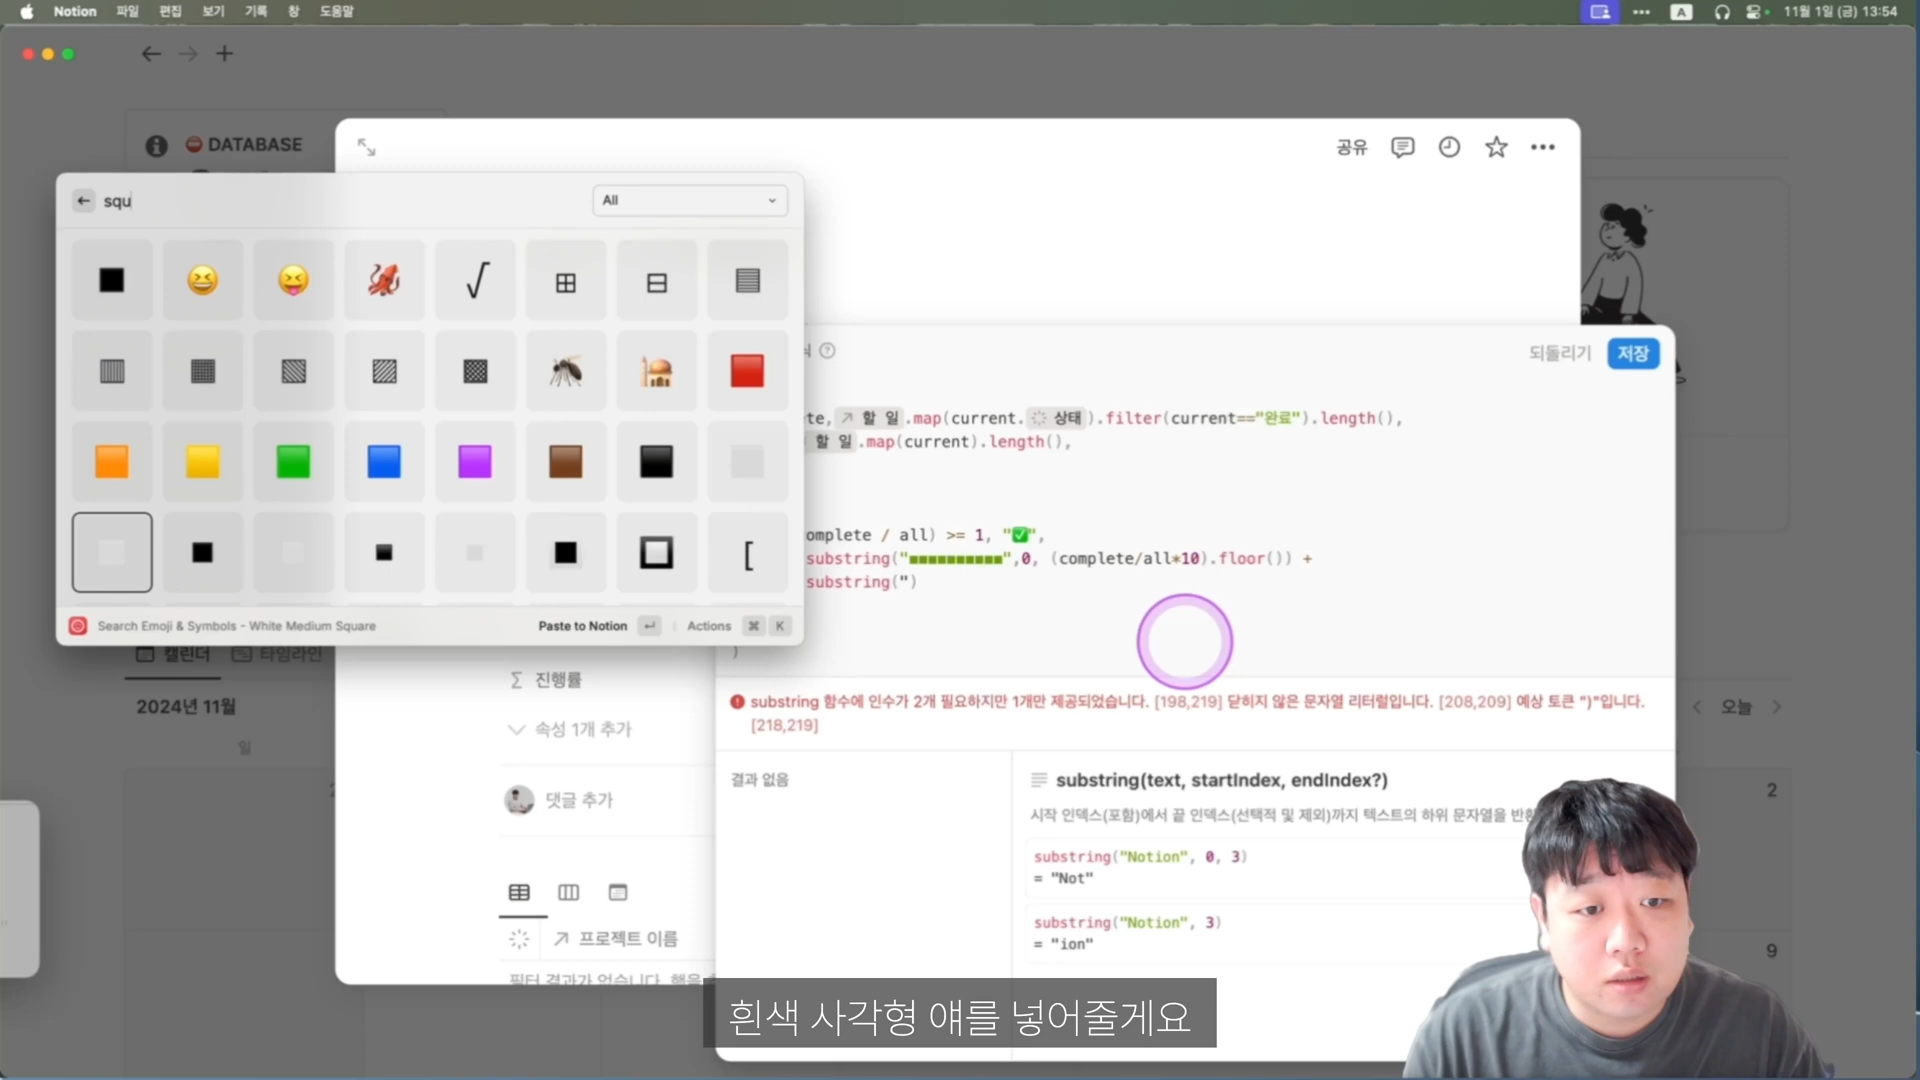 Notion 파일 편집 보기 기록 창 도움말
A 11월 1일 (금) 13:54
DATABASE
공유
squ
All
Search Emoji & Symbols - White Medium Square
Paste to Notion
Actions ⌘ K
되돌리기 저장
te, ↗ 할 일.map(current. 상태).filter(current=="완료").length(),
할 일.map(current).length(),
omplete / all) >= 1, "✅",
substring("■■■■■■■■■■",0, (complete/all*10).floor()) +
substring(")
)
캘린더 타임라인
2024년 11월
일
오늘
2
9
Σ 진행률
속성 1개 추가
댓글 추가
↗ 프로젝트 이름
필터 결과가 없습니다.
substring 함수에 인수가 2개 필요하지만 1개만 제공되었습니다. [198,219] 닫히지 않은 문자열 리터럴입니다. [208,209] 예상 토큰 ")"입니다.
[218,219]
결과 없음
substring(text, startIndex, endIndex?)
시작 인덱스(포함)에서 끝 인덱스(선택적 및 제외)까지 텍스트의 하위 문자열을 반환
substring("Notion", 0, 3)
= "Not"
substring("Notion", 3)
= "ion"
흰색 사각형 얘를 넣어줄게요